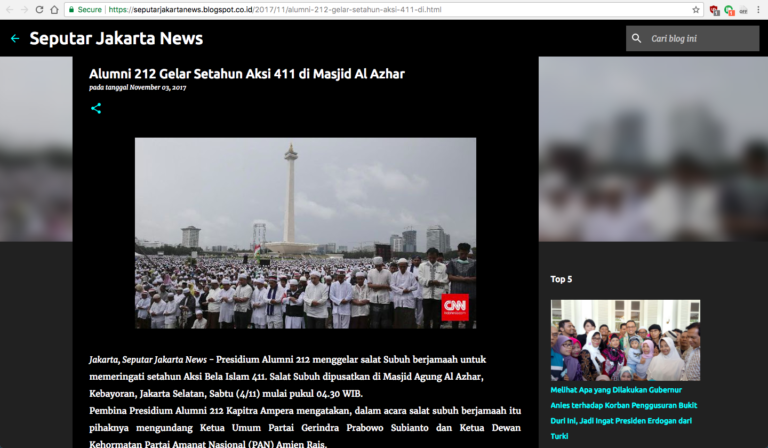 Secure | https://seputarjakartanews.blogspot.co.id/2017/11/alumni-212-gelar-setahun-aksi-411-di.html
Seputar Jakarta News
Cari blog ini
Alumni 212 Gelar Setahun Aksi 411 di Masjid Al Azhar
pada tanggal November 03, 2017
CNN
Jakarta, Seputar Jakarta News – Presidium Alumni 212 menggelar salat Subuh berjamaah untuk
memeringati setahun Aksi Bela Islam 411. Salat Subuh dipusatkan di Masjid Agung Al Azhar,
Kebayoran, Jakarta Selatan, Sabtu (4/11) mulai pukul 04.30 WIB.
Pembina Presidium Alumni 212 Kapitra Ampera mengatakan, dalam acara salat subuh berjamaah itu
pihaknya mengundang Ketua Umum Partai Gerindra Prabowo Subianto dan Ketua Dewan
Kehormatan Partai Amanat Nasional (PAN) Amien Rais.
Top 5
Melihat Apa yang Dilakukan Gubernur
Anies terhadap Korban Penggusuran Bukit
Duri Ini, Jadi Ingat Presiden Erdogan dari
Turki